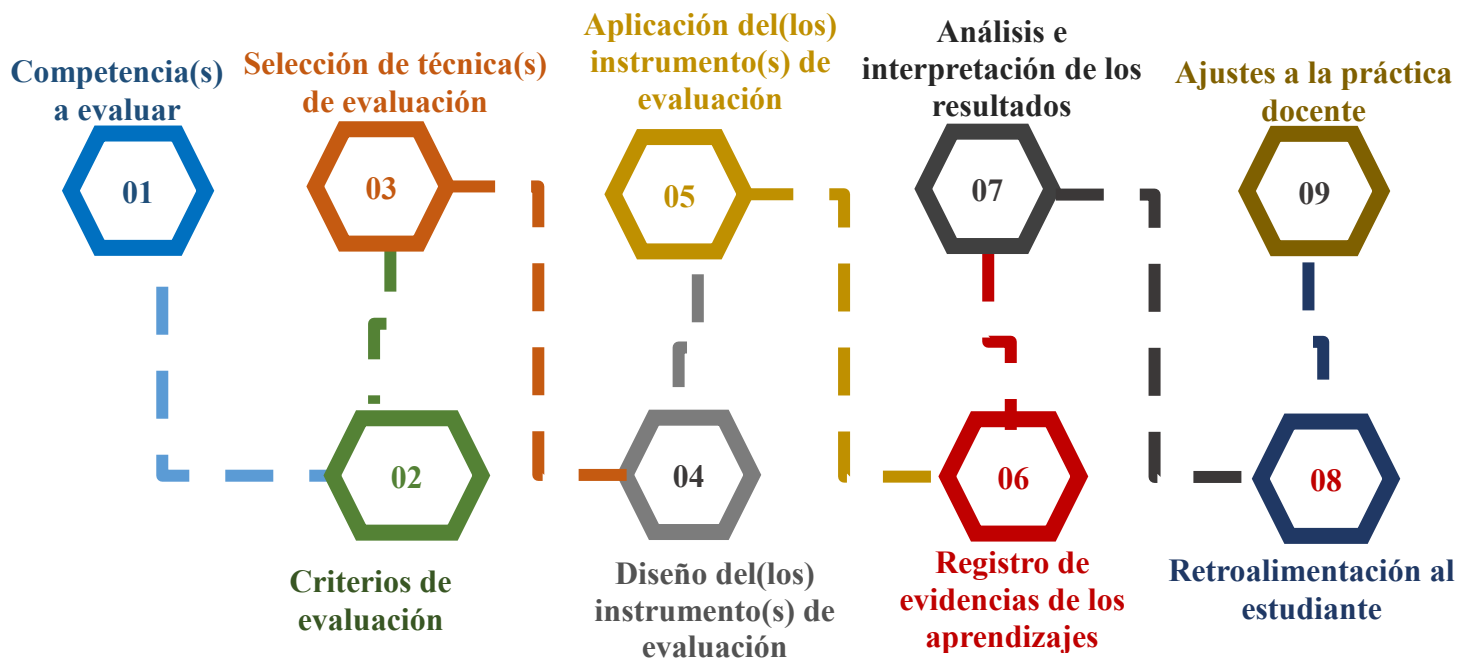 Competencia(s)
a evaluar
01
Criterios de
evaluación
02
Selección de técnica(s)
de evaluación
03
Diseño del(los)
instrumento(s) de
evaluación
04
Aplicación del(los)
instrumento(s) de
evaluación
05
Registro de
evidencias de los
aprendizajes
06
Análisis e
interpretación de los
resultados
07
Retroalimentación al
estudiante
08
Ajustes a la práctica
docente
09